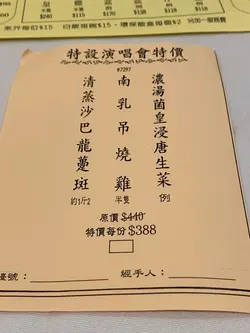 特設演唱會特價
#7297
濃湯菌皇浸唐生菜
例
南乳吊燒雞
半隻
清蒸沙巴龍躉斑
約1斤2
原價$440
特價每份$388
經手人: